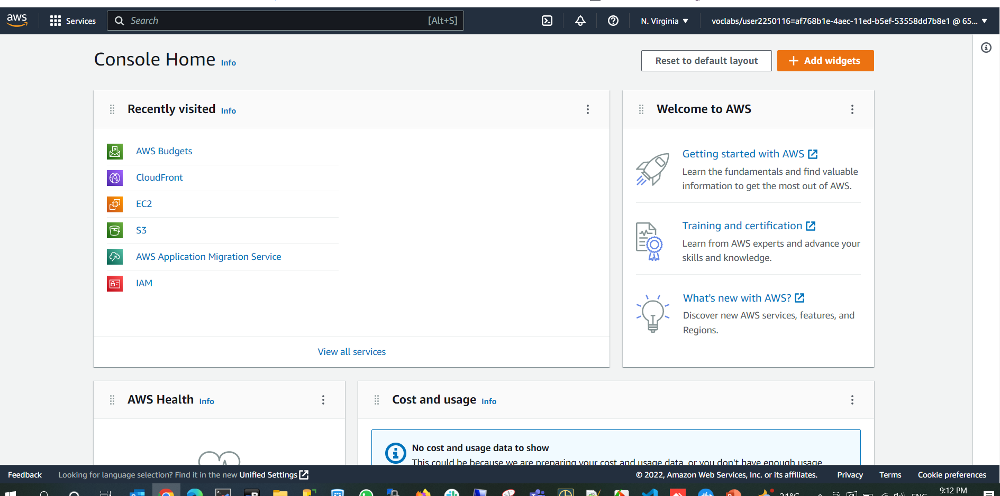 aws
Services
Search [Alt+S]
N. Virginia
voclabs/user2250116=af768b1e-4aec-11ed-b5ef-53558dd7b8e1 @ 65...
Console Home Info
Reset to default layout
Add widgets
Recently visited Info
AWS Budgets
CloudFront
EC2
S3
AWS Application Migration Service
IAM
View all services
Welcome to AWS
Getting started with AWS
Learn the fundamentals and find valuable
information to get the most out of AWS.
Training and certification
Learn from AWS experts and advance your
skills and knowledge.
What's new with AWS?
Discover new AWS services, features, and
Regions.
AWS Health Info
Cost and usage Info
No cost and usage data to show
This could be because we are preparing your cost and usage data, or you don't have enough usage
Feedback
Looking for language selection? Find it in the new Unified Settings
© 2022, Amazon Web Services, Inc. or its affiliates.
Privacy
Terms
Cookie preferences
21°C
ENG
9:12 PM